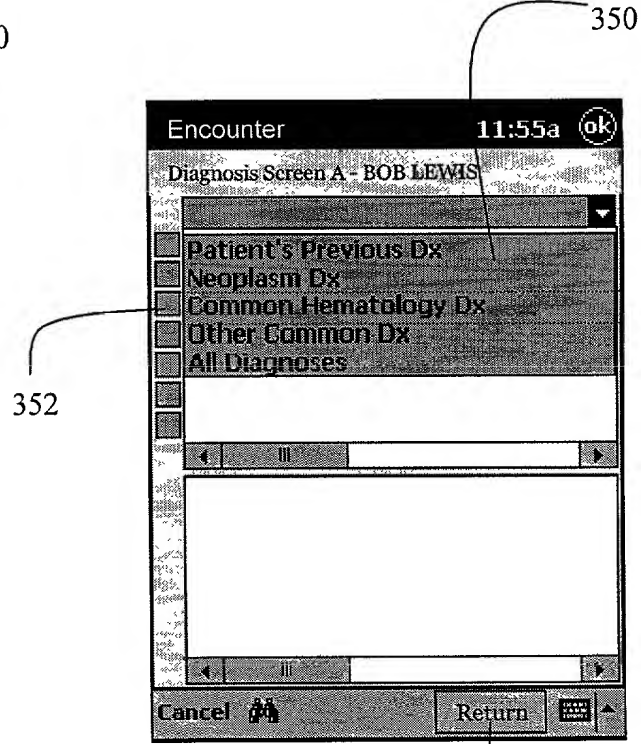 0
350
Encounter 11:55a ok
Diagnosis Screen A - BOB LEWIS
Patient's Previous Dx
Neoplasm Dx
Common Hematology Dx
Other Common Dx
All Diagnoses
352
Cancel Return